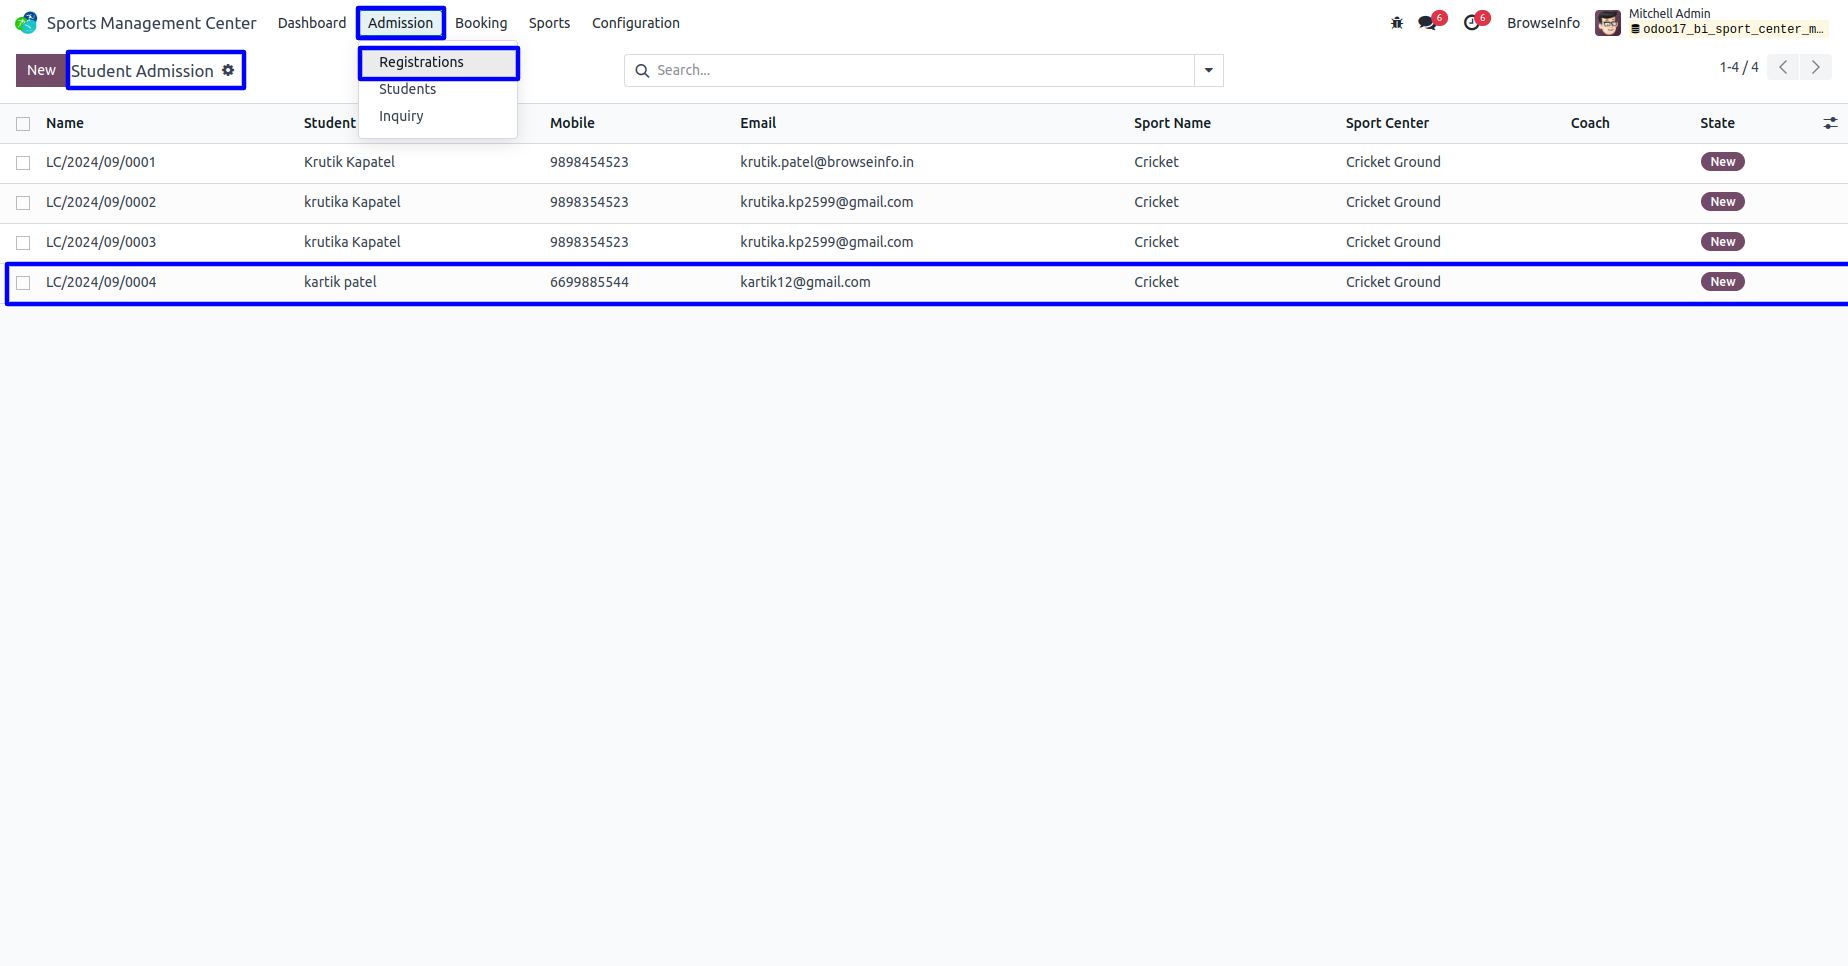 Sports Management Center Dashboard Admission Booking Sports Configuration 6 6 BrowseInfo Mitchell Admin
odoo17_bi_sport_center_m...
New Student Admission Registrations Search... 1-4 / 4
Students
Inquiry
Name Student Mobile Email Sport Name Sport Center Coach State
LC/2024/09/0001 Krutik Kapatel 9898454523 krutik.patel@browseinfo.in Cricket Cricket Ground New
LC/2024/09/0002 krutika Kapatel 9898354523 krutika.kp2599@gmail.com Cricket Cricket Ground New
LC/2024/09/0003 krutika Kapatel 9898354523 krutika.kp2599@gmail.com Cricket Cricket Ground New
LC/2024/09/0004 kartik patel 6699885544 kartik12@gmail.com Cricket Cricket Ground New